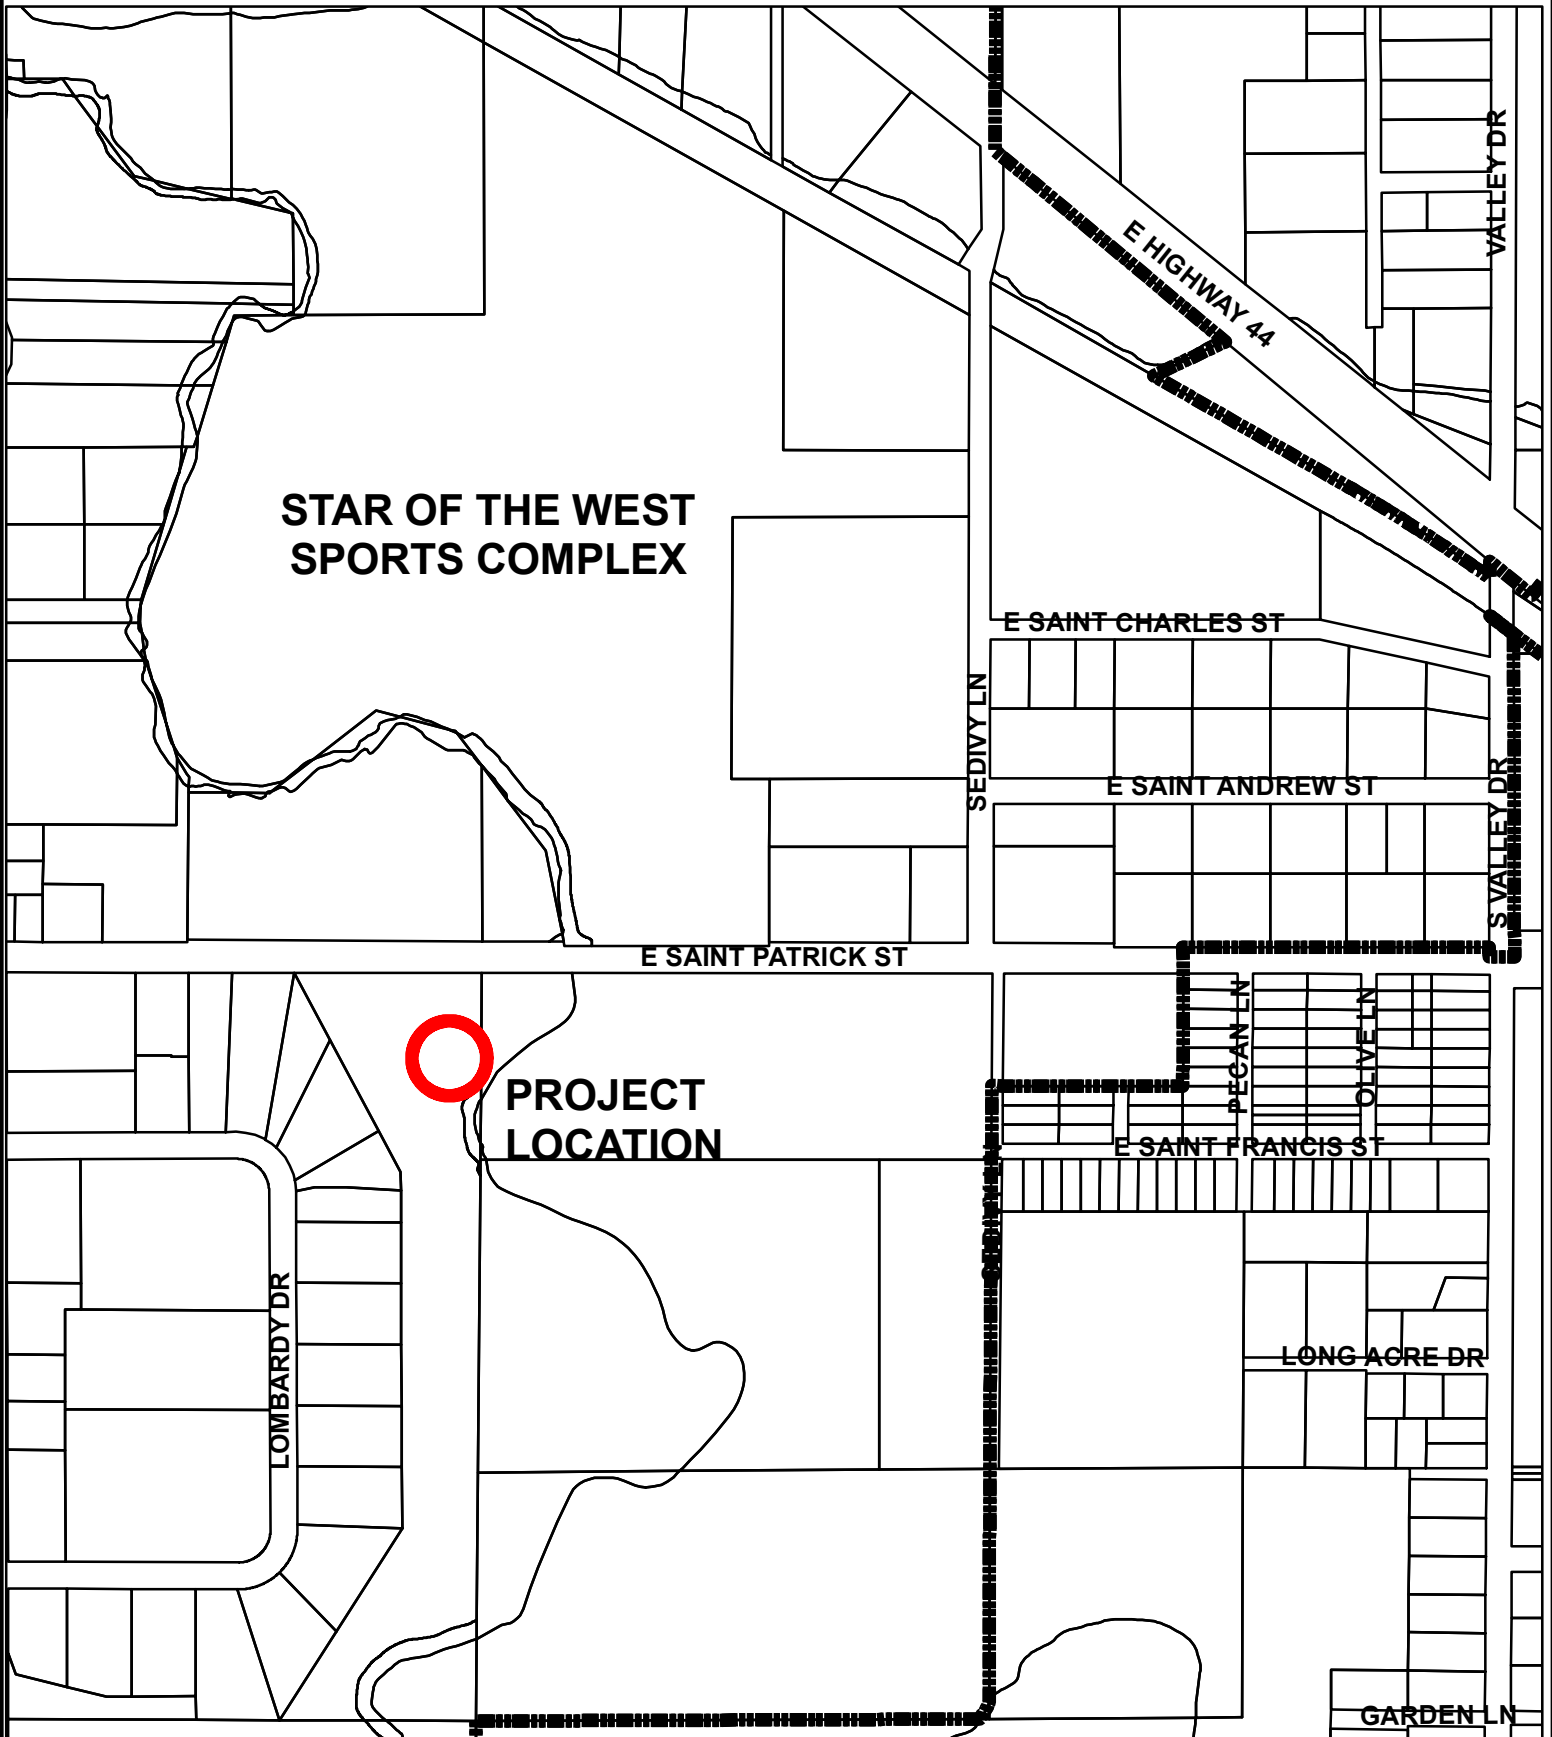 VALLEY DR
E HIGHWAY 44
STAR OF THE WEST
SPORTS COMPLEX
E SAINT CHARLES ST
SEDIVY LN
E SAINT ANDREW ST
S VALLEY DR
E SAINT PATRICK ST
PECAN LN
OLIVE LN
PROJECT
LOCATION
E SAINT FRANCIS ST
LOMBARDY DR
LONG ACRE DR
GARDEN LN